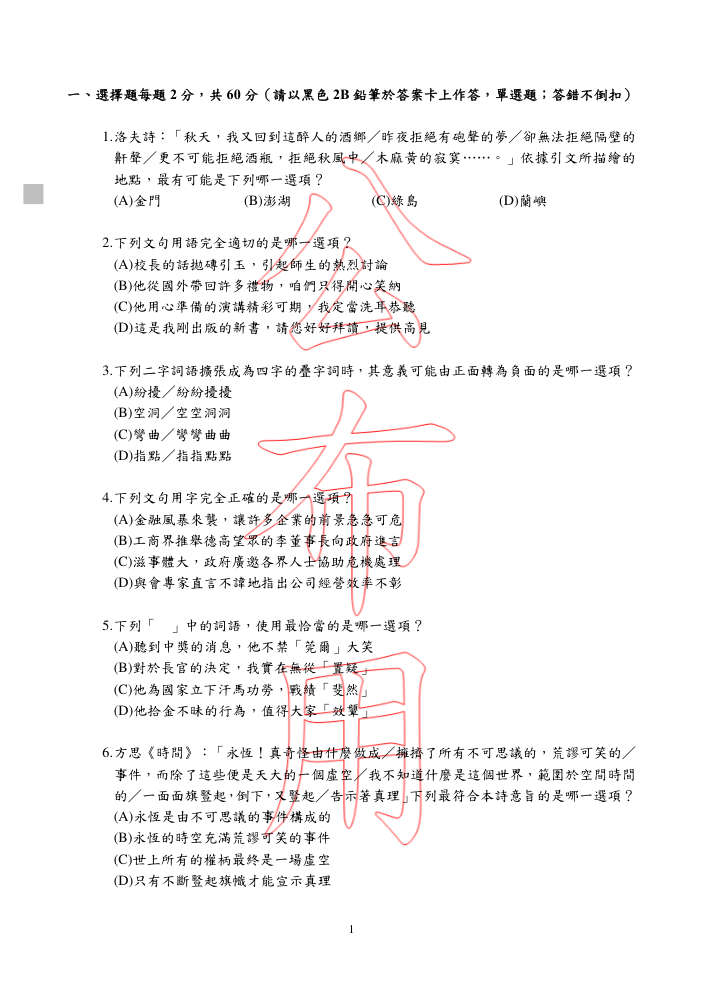 一、選擇題每題 2 分，共 60 分（請以黑色 2B 鉛筆於答案卡上作答，單選題；答錯不倒扣）
1.洛夫詩：「秋天，我又回到這醉人的酒鄉／昨夜拒絕有砲聲的夢／卻無法拒絕隔壁的
鼾聲／更不可能拒絕酒瓶，拒絕秋風中／木麻黃的寂寞……。」依據引文所描繪的
地點，最有可能是下列哪一選項？
(A)金門 (B)澎湖 (C)綠島 (D)蘭嶼
2.下列文句用語完全適切的是哪一選項？
(A)校長的話拋磚引玉，引起師生的熱烈討論
(B)他從國外帶回許多禮物，咱們只得開心笑納
(C)他用心準備的演講精彩可期，我定當洗耳恭聽
(D)這是我剛出版的新書，請您好好拜讀，提供高見
3.下列二字詞語擴張成為四字的疊字詞時，其意義可能由正面轉為負面的是哪一選項？
(A)紛擾／紛紛擾擾
(B)空洞／空空洞洞
(C)彎曲／彎彎曲曲
(D)指點／指指點點
4.下列文句用字完全正確的是哪一選項？
(A)金融風暴來襲，讓許多企業的前景急急可危
(B)工商界推舉德高望眾的李董事長向政府進言
(C)滋事體大，政府廣邀各界人士協助危機處理
(D)與會專家直言不諱地指出公司經營效率不彰
5.下列「　」中的詞語，使用最恰當的是哪一選項？
(A)聽到中獎的消息，他不禁「莞爾」大笑
(B)對於長官的決定，我實在無從「置疑」
(C)他為國家立下汗馬功勞，戰績「斐然」
(D)他拾金不昧的行為，值得大家「效顰」
6.方思《時間》：「永恆！真奇怪由什麼做成／擁擠了所有不可思議的，荒謬可笑的／
事件，而除了這些便是天大的一個虛空／我不知道什麼是這個世界，範圍於空間時間
的／一面面旗豎起，倒下，又豎起／告示著真理」下列最符合本詩意旨的是哪一選項？
(A)永恆是由不可思議的事件構成的
(B)永恆的時空充滿荒謬可笑的事件
(C)世上所有的權柄最終是一場虛空
(D)只有不斷豎起旗幟才能宣示真理
1
公
布
用